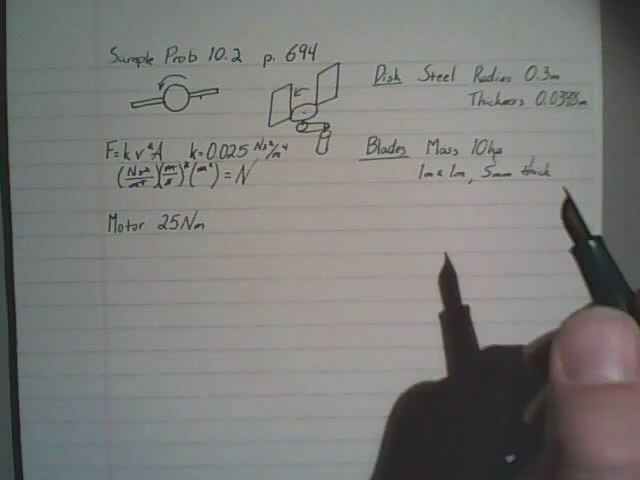 Sample Prob 10.2 p. 694
Disk Steel Radius 0.3m
Thickness 0.0398m
F = k v²A k = 0.025 Ns²/m⁴
(Ns²/m⁴)(m/s)²(m²) = N
Blades Mass 10kg
1m x 1m, 5mm thick
Motor 25Nm